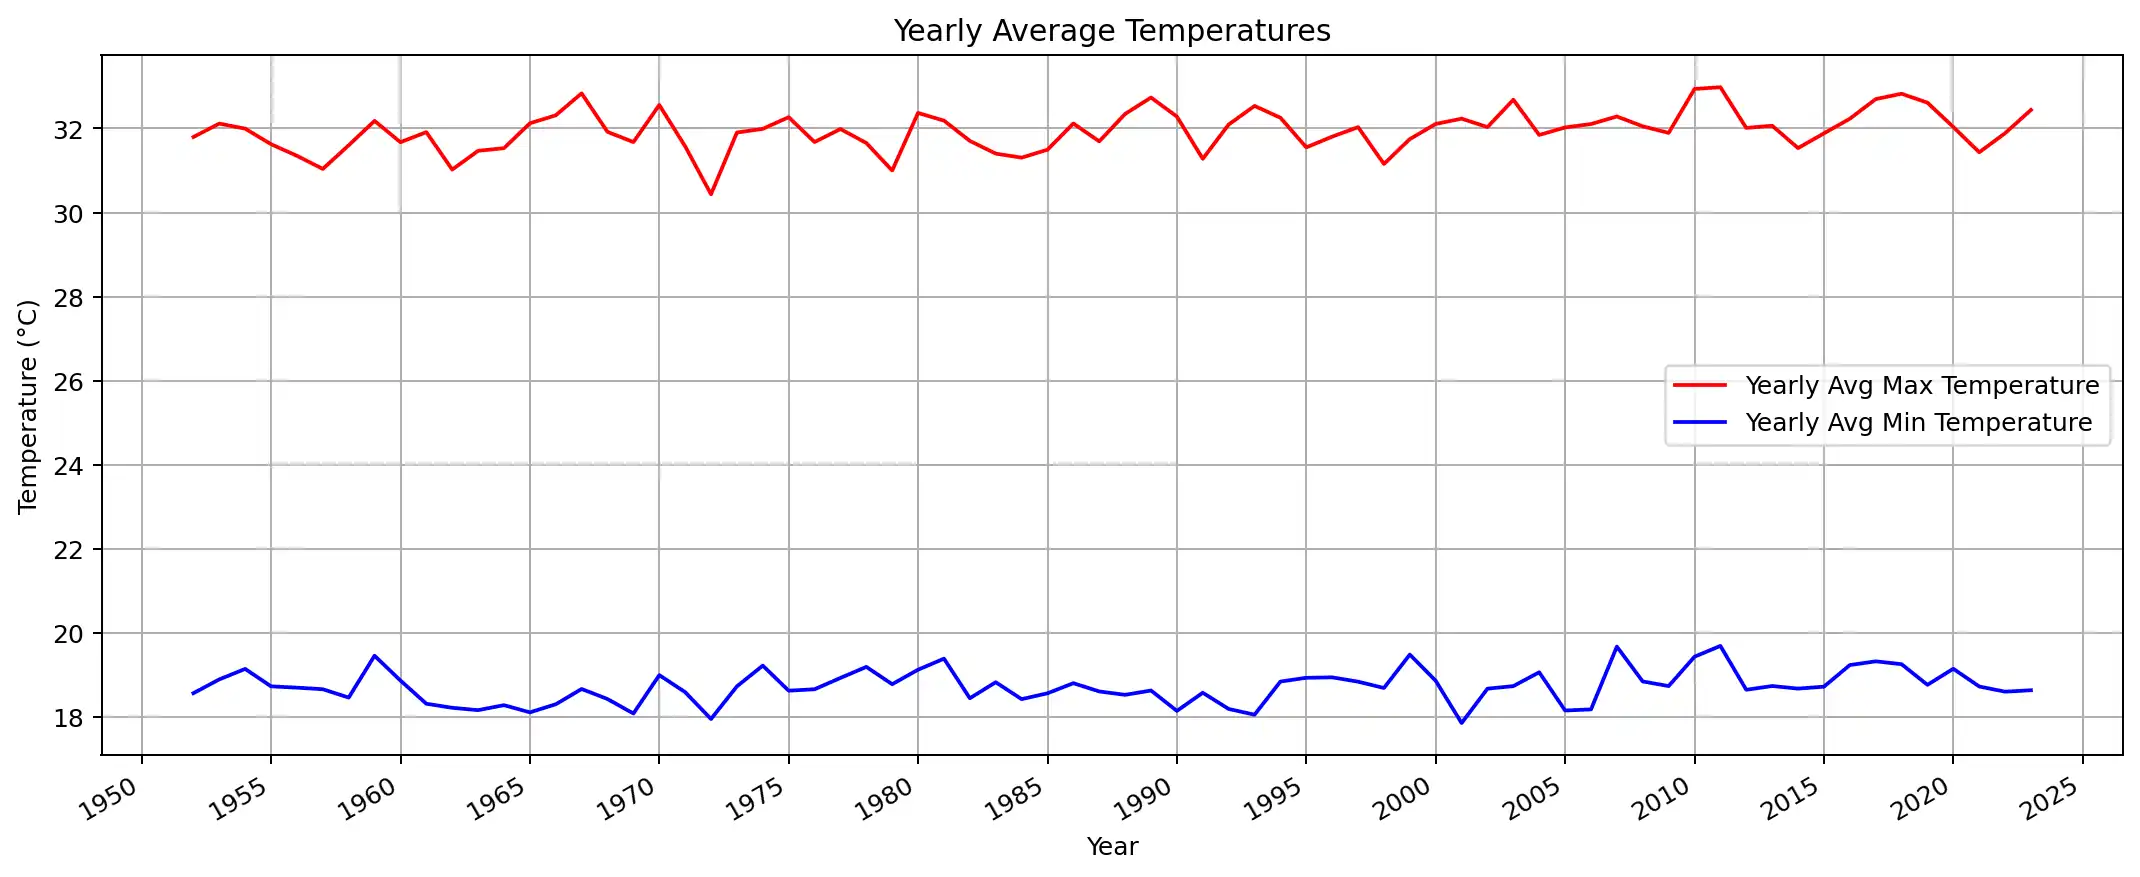 Yearly Average Temperatures
Temperature (°C)
32
30
28
26
24
22
20
18
Yearly Avg Max Temperature
Yearly Avg Min Temperature
1950 1955 1960 1965 1970 1975 1980 1985 1990 1995 2000 2005 2010 2015 2020 2025
Year